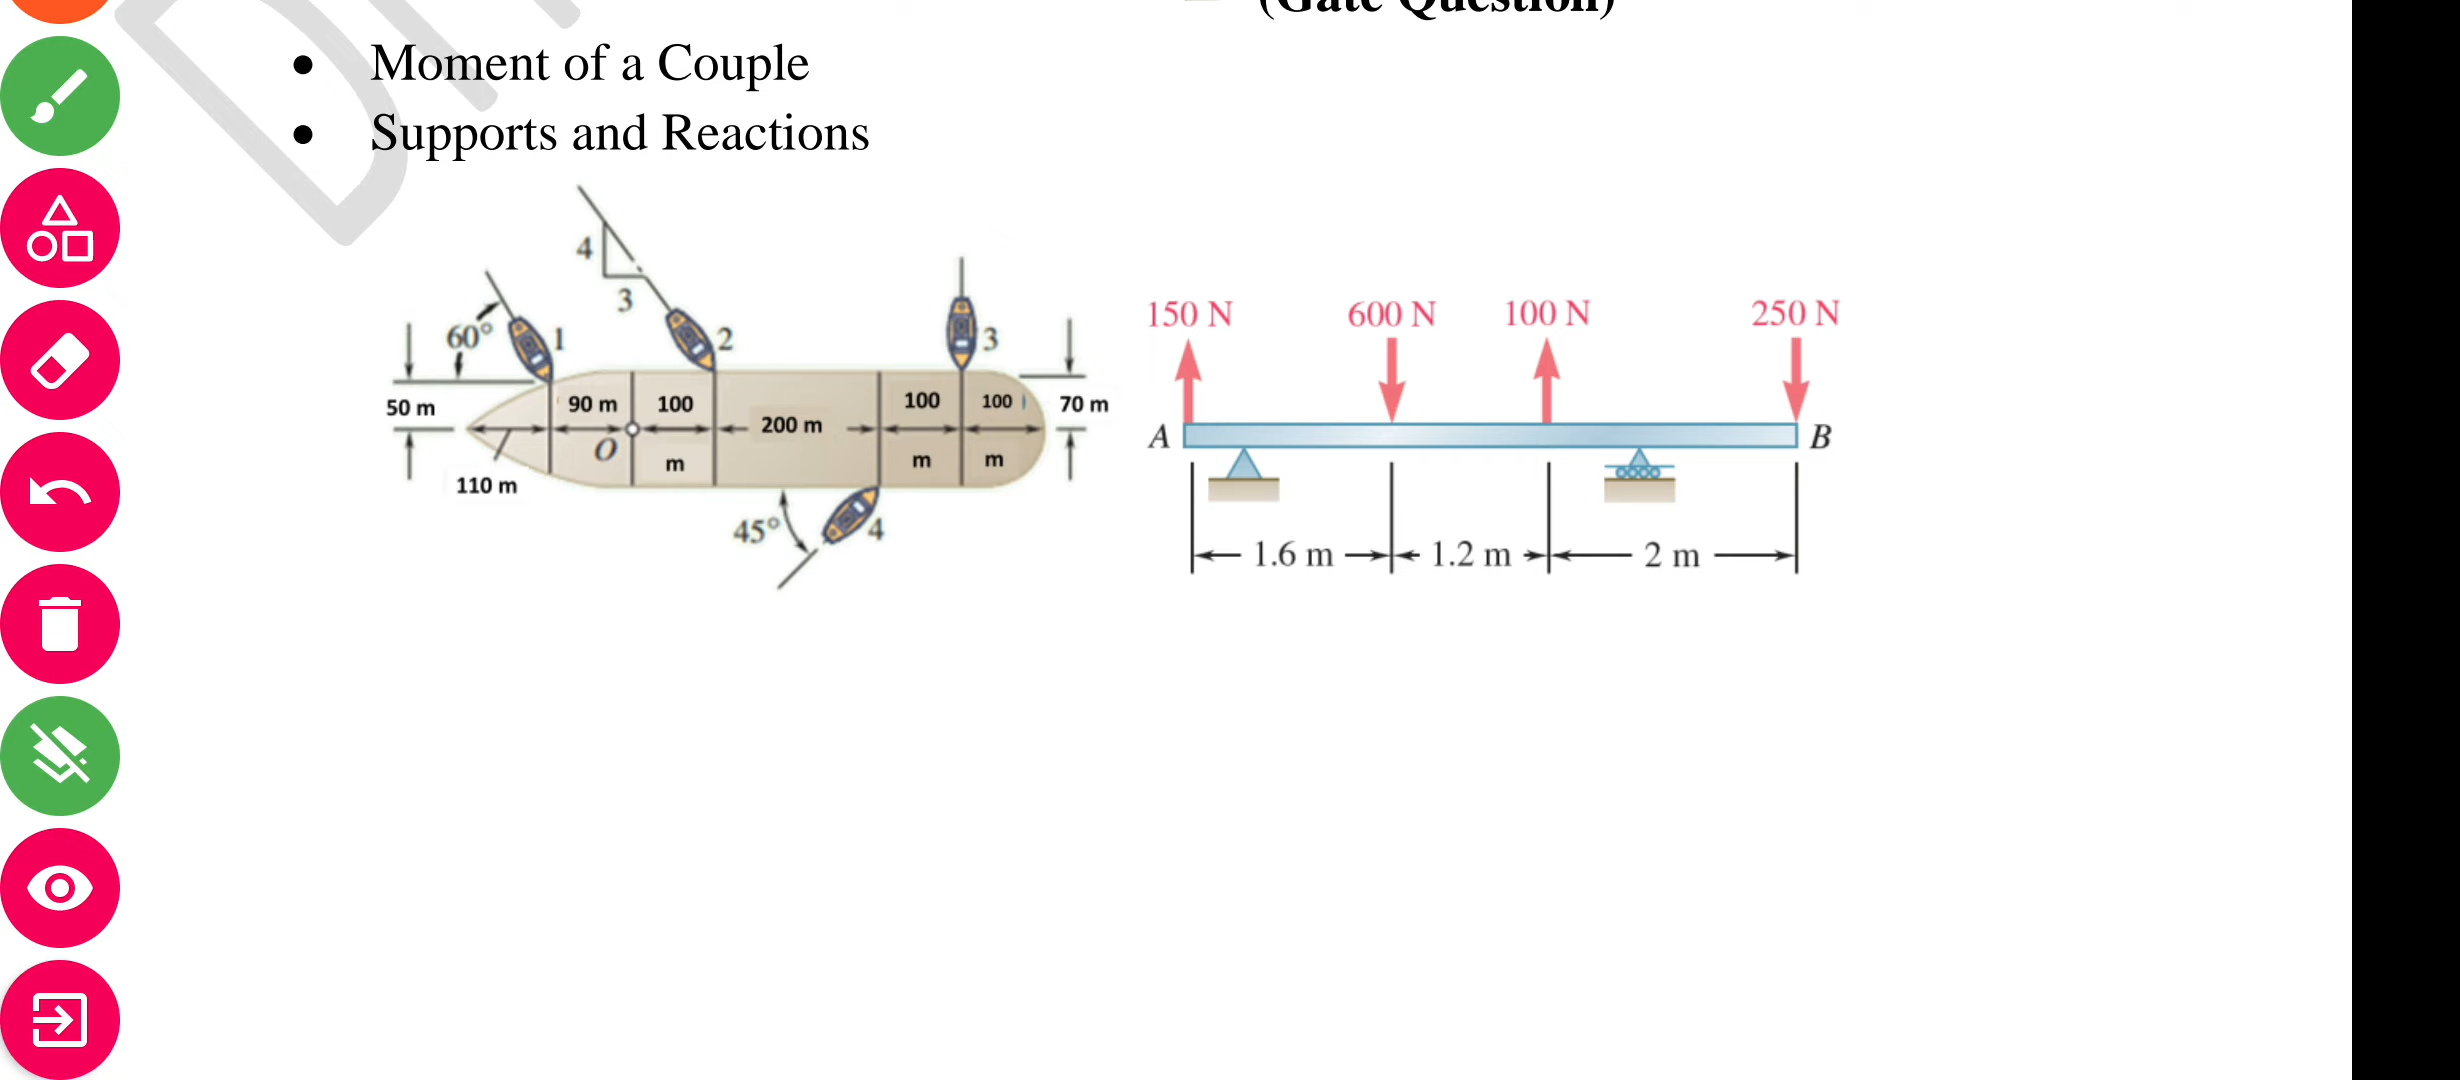 (Gate Question)
• Moment of a Couple
• Supports and Reactions
4
3
60°
1
2
3
50 m
90 m
100
m
200 m
100
m
100
m
70 m
O
110 m
45°
4
150 N
600 N
100 N
250 N
A
B
1.6 m
1.2 m
2 m